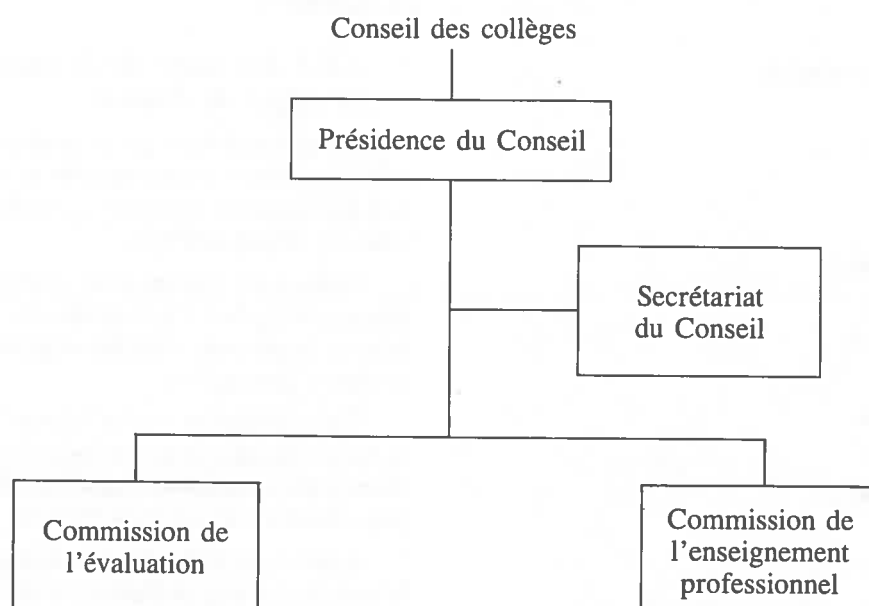 Conseil des collèges
Présidence du Conseil
Secrétariat
du Conseil
Commission de
l'évaluation
Commission de
l'enseignement
professionnel